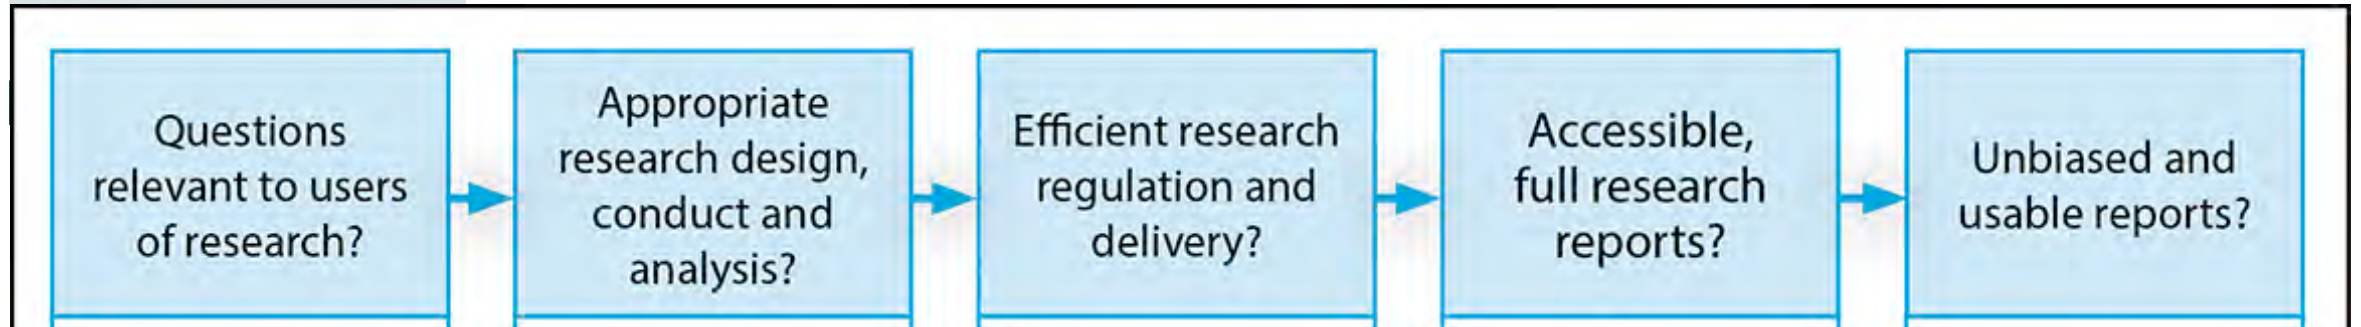 Questions
relevant to users
of research?
Appropriate
research design,
conduct and
analysis?
Efficient research
regulation and
delivery?
Accessible,
full research
reports?
Unbiased and
usable reports?